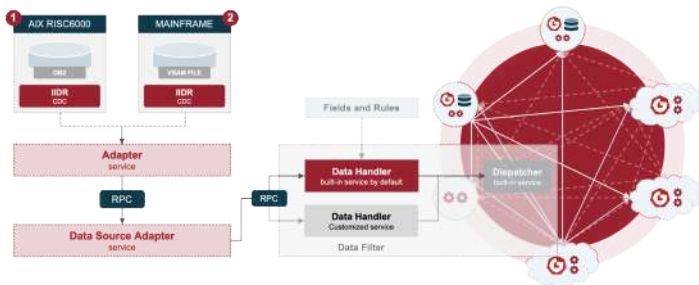 1
AIX RISC6000
2
MAINFRAME
DB2
VSAM FILE
IIDR
CDC
IIDR
CDC
Adapter
service
RPC
Data Source Adapter
service
RPC
Fields and Rules
Data Handler
built-in service by default
Dispatcher
built-in service
Data Handler
Customized service
Data Filter